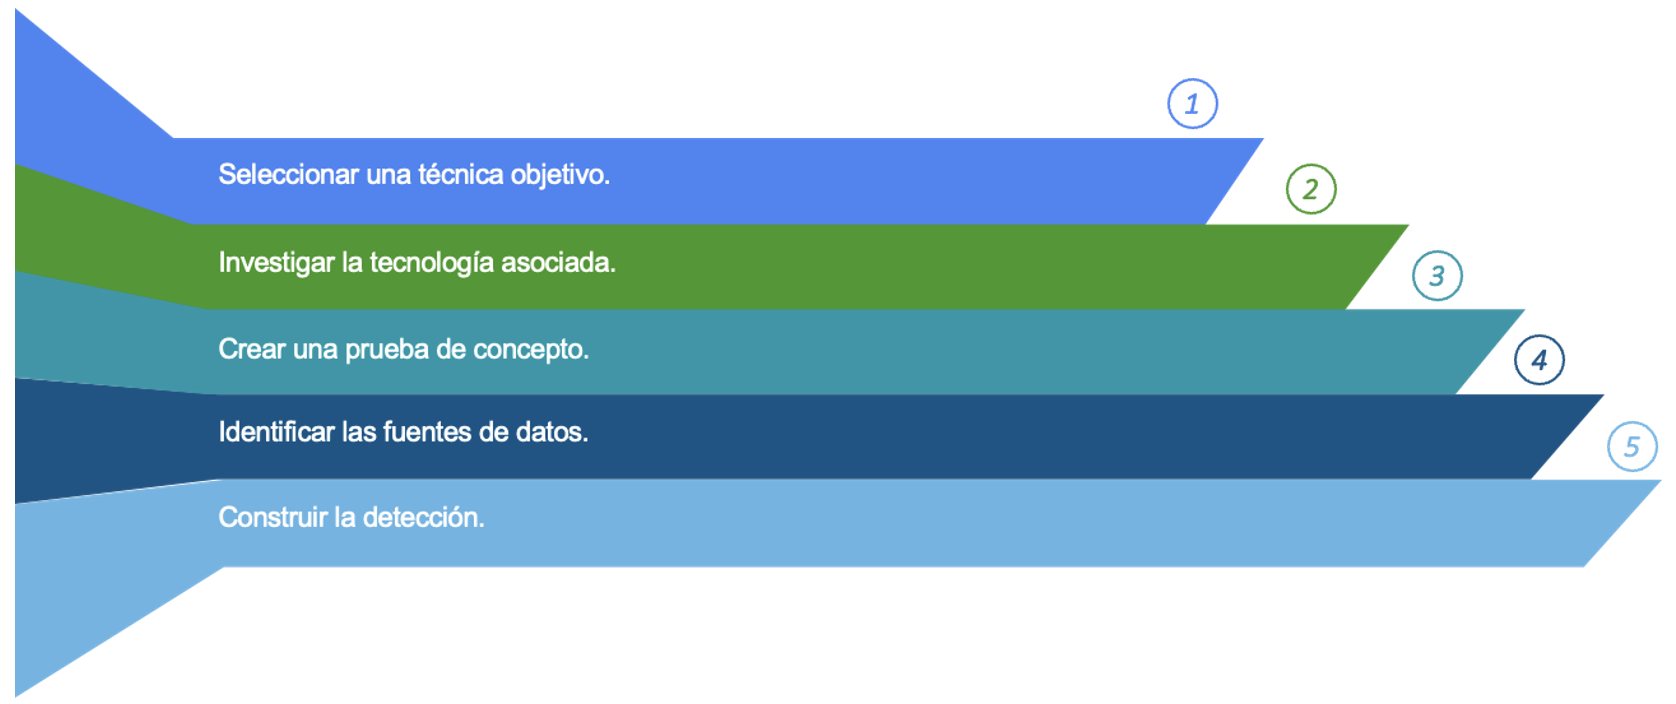 1
Seleccionar una técnica objetivo.
2
Investigar la tecnología asociada.
3
Crear una prueba de concepto.
4
Identificar las fuentes de datos.
5
Construir la detección.